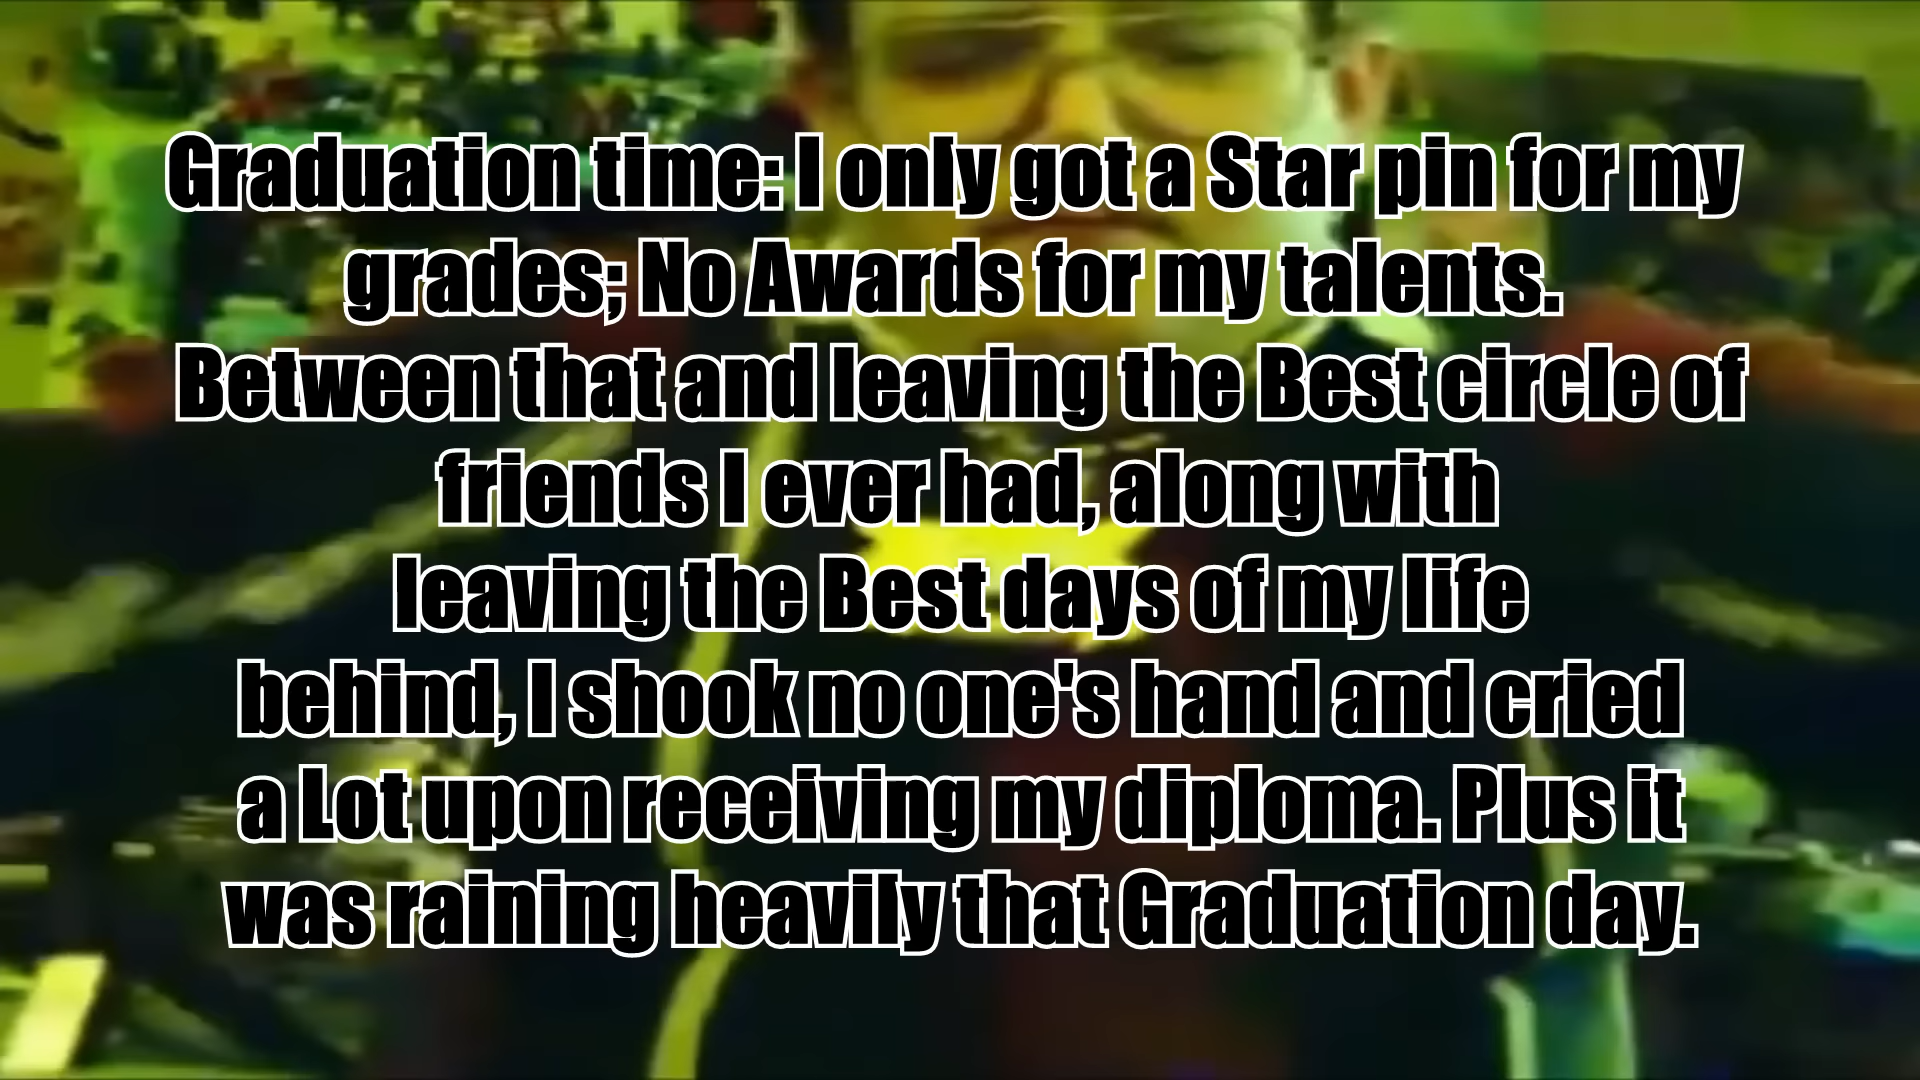 Graduation time: I only got a Star pin for my
grades; No Awards for my talents.
Between that and leaving the Best circle of
friends I ever had, along with
leaving the Best days of my life
behind, I shook no one's hand and cried
a Lot upon receiving my diploma. Plus it
was raining heavily that Graduation day.